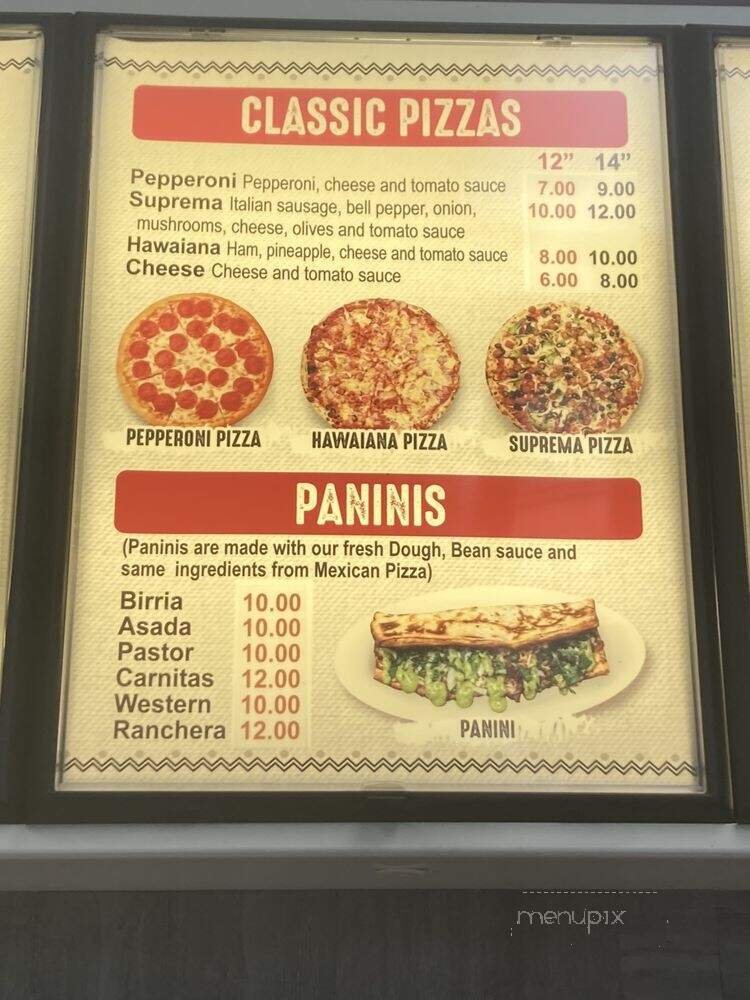 CLASSIC PIZZAS
12” 14”
Pepperoni Pepperoni, cheese and tomato sauce 7.00 9.00
Suprema Italian sausage, bell pepper, onion, 10.00 12.00
mushrooms, cheese, olives and tomato sauce
Hawaiana Ham, pineapple, cheese and tomato sauce 8.00 10.00
Cheese Cheese and tomato sauce 6.00 8.00
PEPPERONI PIZZA HAWAIANA PIZZA SUPREMA PIZZA
PANINIS
(Paninis are made with our fresh Dough, Bean sauce and
same ingredients from Mexican Pizza)
Birria 10.00
Asada 10.00
Pastor 10.00
Carnitas 12.00
Western 10.00
Ranchera 12.00
PANINI
menupix